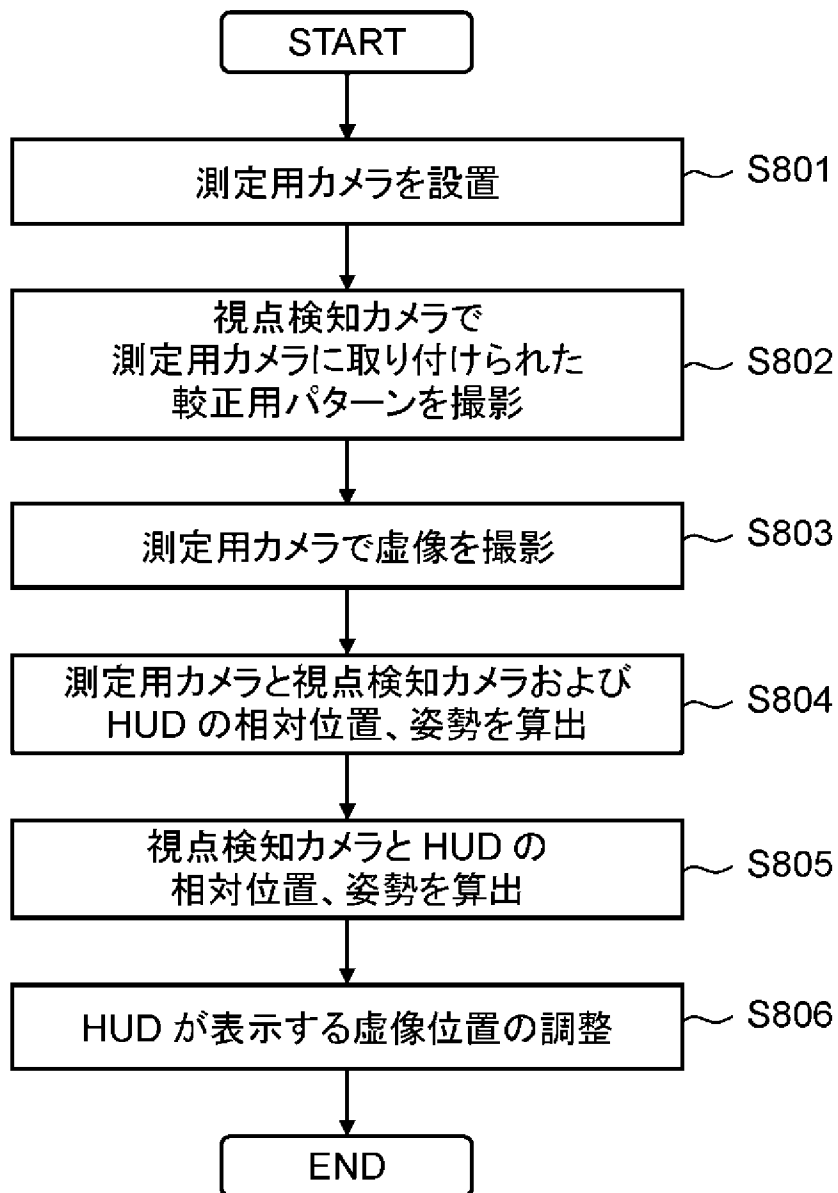 START
測定用カメラを設置
S801
視点検知カメラで
測定用カメラに取り付けられた
較正用パターンを撮影
S802
測定用カメラで虚像を撮影
S803
測定用カメラと視点検知カメラおよび
HUD の相対位置、姿勢を算出
S804
視点検知カメラと HUD の
相対位置、姿勢を算出
S805
HUD が表示する虚像位置の調整
S806
END